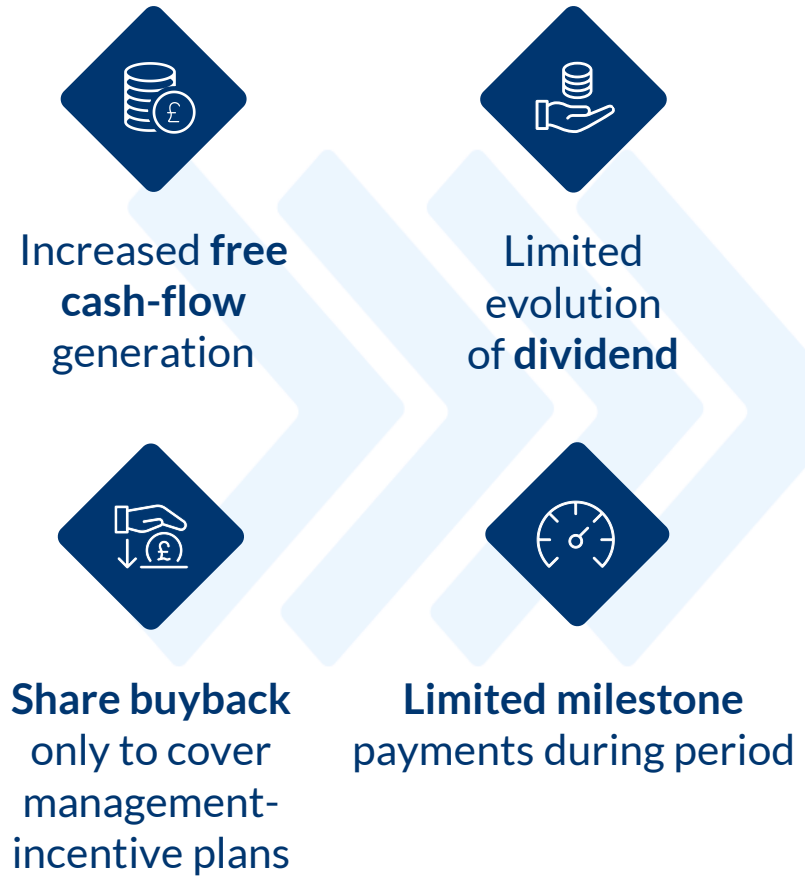 £
Increased free
cash-flow
generation
Limited
evolution
of dividend
£
Share buyback
only to cover
management-
incentive plans
Limited milestone
payments during period